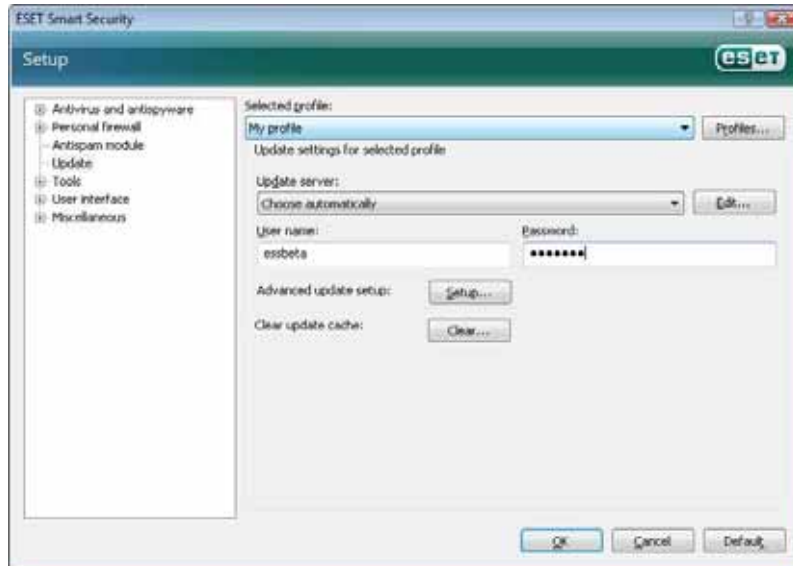 ESET Smart Security
Setup
eset
Antivirus and antispyware
Personal firewall
Antispam module
Update
Tools
User interface
Miscellaneous
Selected profile:
My profile
Profiles...
Update settings for selected profile
Update server:
Choose automatically
Edit...
User name:
Password:
essbeta
•••••••
Advanced update setup:
Setup...
Clear update cache:
Clear...
OK
Cancel
Default